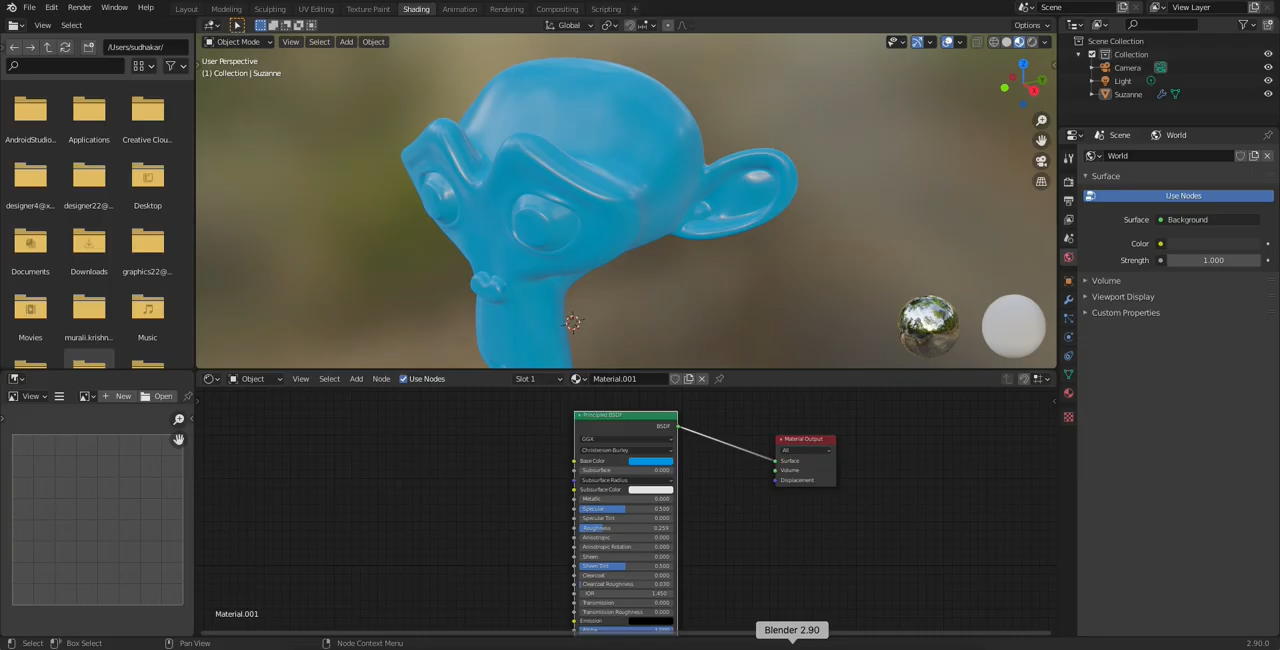 File Edit Render Window Help Layout Modeling Sculpting UV Editing Texture Paint Shading Animation Rendering Compositing Scripting + Scene View Layer
View Select
Global
Options
/Users/sudhakar/
Object Mode View Select Add Object
User Perspective
(1) Collection | Suzanne
Scene Collection
Collection
Camera
Light
Suzanne
AndroidStudio... Applications Creative Clou...
designer4@x... designer22@... Desktop
Documents Downloads graphics22@...
Movies murali.krishn... Music
Scene World
World
Surface
Use Nodes
Surface Background
Color
Strength 1.000
Volume
Viewport Display
Custom Properties
View + New Open
Object View Select Add Node Use Nodes Slot 1 Material.001
Principled BSDF
BSDF
GGX
Christensen-Burley
Base Color
Subsurface 0.000
Subsurface Radius
Subsurface Color
Metallic 0.000
Specular 0.500
Specular Tint 0.000
Roughness 0.259
Anisotropic 0.000
Anisotropic Rotation 0.000
Sheen 0.000
Sheen Tint 0.500
Clearcoat 0.000
Clearcoat Roughness 0.030
IOR 1.450
Transmission 0.000
Transmission Roughness 0.000
Emission
Alpha 1.000
Material Output
All
Surface
Volume
Displacement
Material.001
Blender 2.90
Select Box Select Pan View Node Context Menu 2.90.0